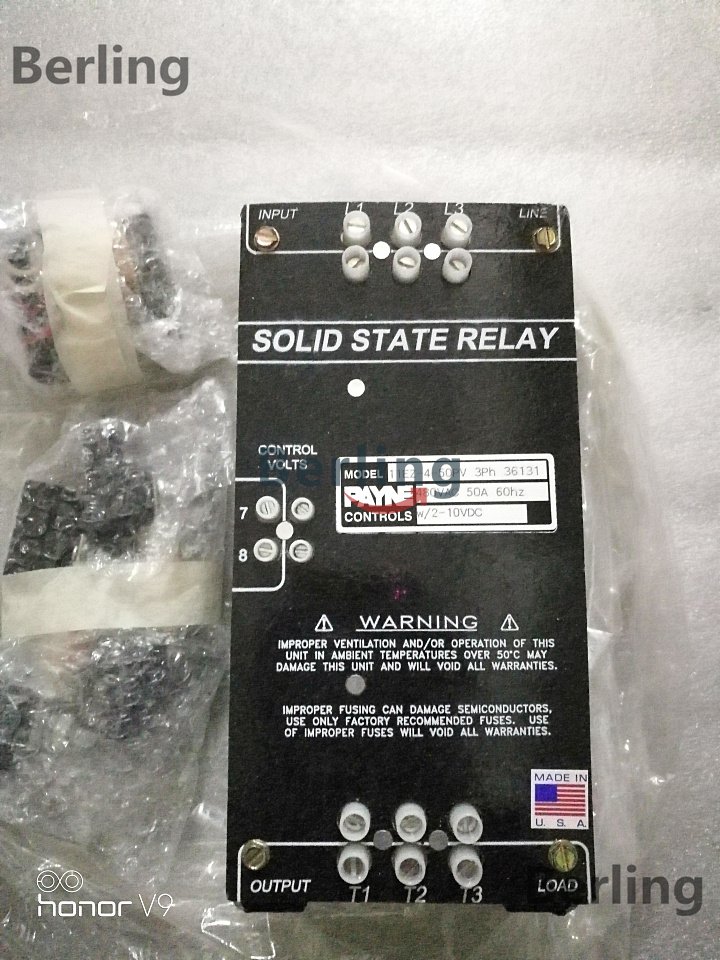 Berling
INPUT L1 L2 L3 LINE
SOLID STATE RELAY
CONTROL
VOLTS
Berling
MODEL 3Ph 36131
PAYNE 50A 60hz
CONTROLS w/2-10VDC
7
8
WARNING
IMPROPER VENTILATION AND/OR OPERATION OF THIS
UNIT IN AMBIENT TEMPERATURES OVER 50°C MAY
DAMAGE THIS UNIT AND WILL VOID ALL WARRANTIES.
IMPROPER FUSING CAN DAMAGE SEMICONDUCTORS,
USE ONLY FACTORY RECOMMENDED FUSES. USE
OF IMPROPER FUSES WILL VOID ALL WARRANTIES.
MADE IN
U. S. A.
OUTPUT T1 T2 T3 LOAD
Berling
honor V9